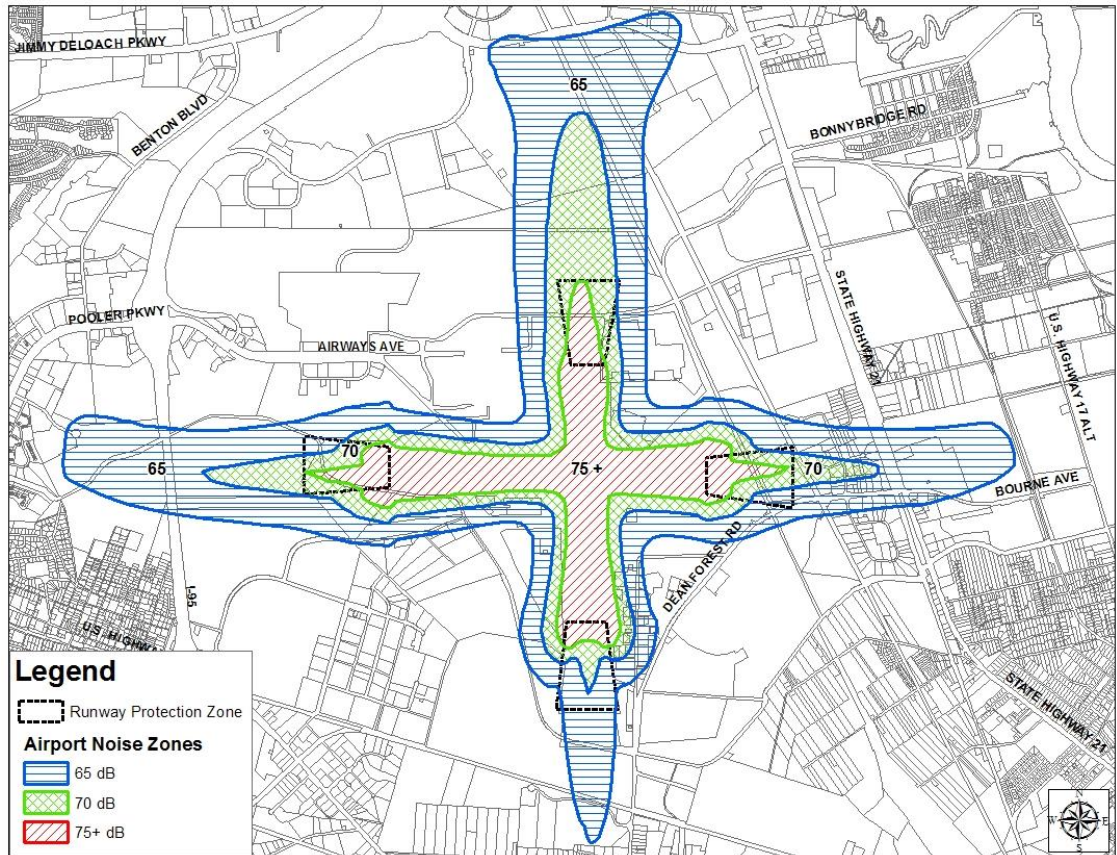 JIMMY DELOACH PKWY
BENTON BLVD
65
BONNYBRIDGE RD
POOLER PKWY
AIRWAYS AVE
STATE HIGHWAY 21
U.S. HIGHWAY 17 ALT
65
70
75 +
70
BOURNE AVE
DEAN FOREST RD
I-95
U.S. HIGHWA
STATE HIGHWAY 21
Legend
Runway Protection Zone
Airport Noise Zones
65 dB
70 dB
75+ dB
N
W
E
S